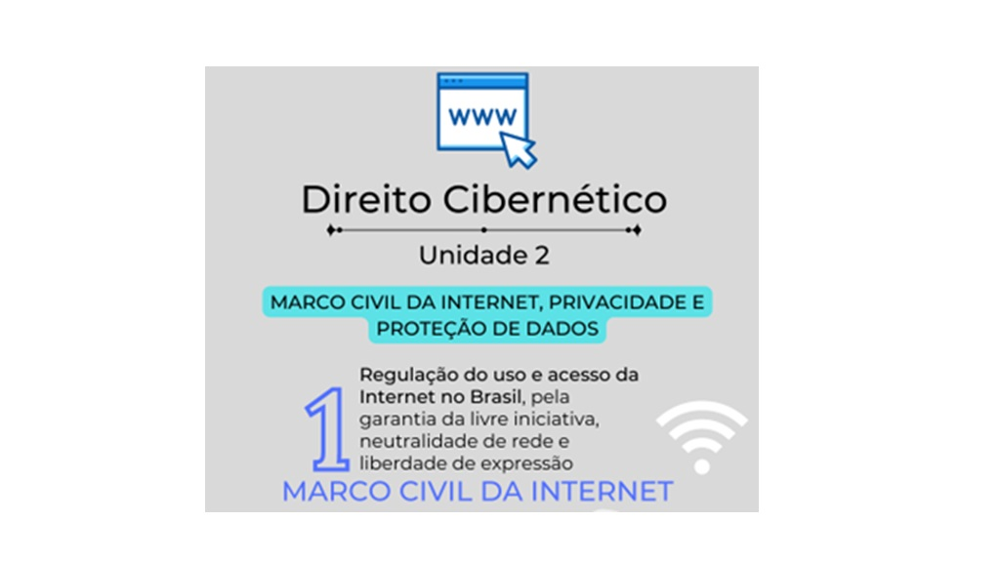 WWW
Direito Cibernético
Unidade 2
MARCO CIVIL DA INTERNET, PRIVACIDADE E
PROTEÇÃO DE DADOS
1
Regulação do uso e acesso da
Internet no Brasil, pela
garantia da livre iniciativa,
neutralidade de rede e
liberdade de expressão
MARCO CIVIL DA INTERNET